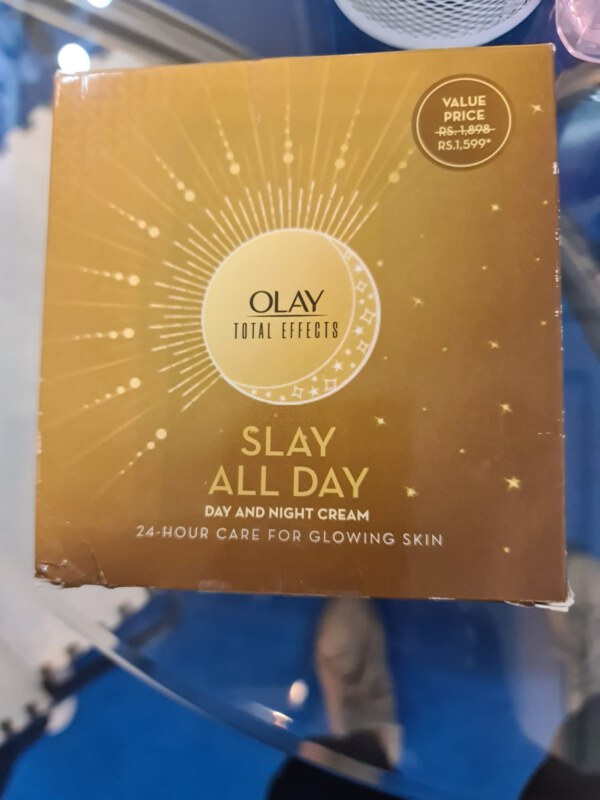 VALUE
PRICE
RS. 1,898
RS.1,599*
OLAY
TOTAL EFFECTS
SLAY
ALL DAY
DAY AND NIGHT CREAM
24-HOUR CARE FOR GLOWING SKIN